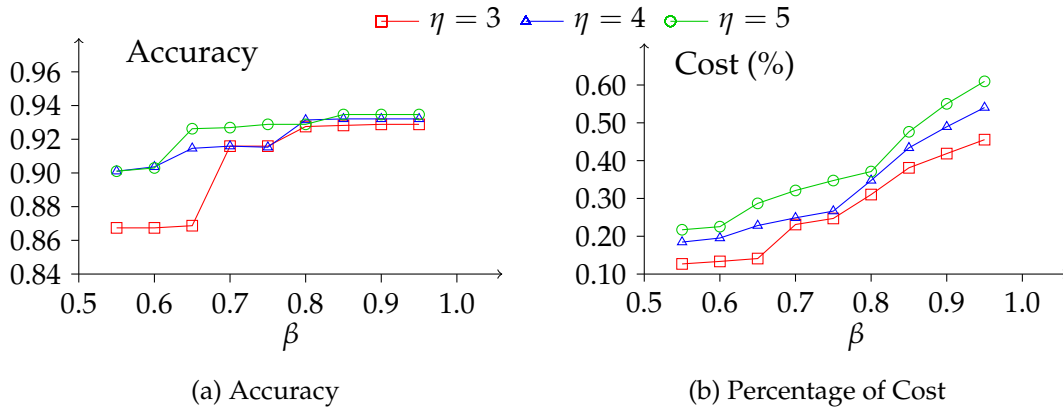 η = 3 η = 4 η = 5
Accuracy
0.96
0.94
0.92
0.90
0.88
0.86
0.84
0.5 0.6 0.7 0.8 0.9 1.0
β
(a) Accuracy
Cost (%)
0.60
0.50
0.40
0.30
0.20
0.10
0.5 0.6 0.7 0.8 0.9 1.0
β
(b) Percentage of Cost